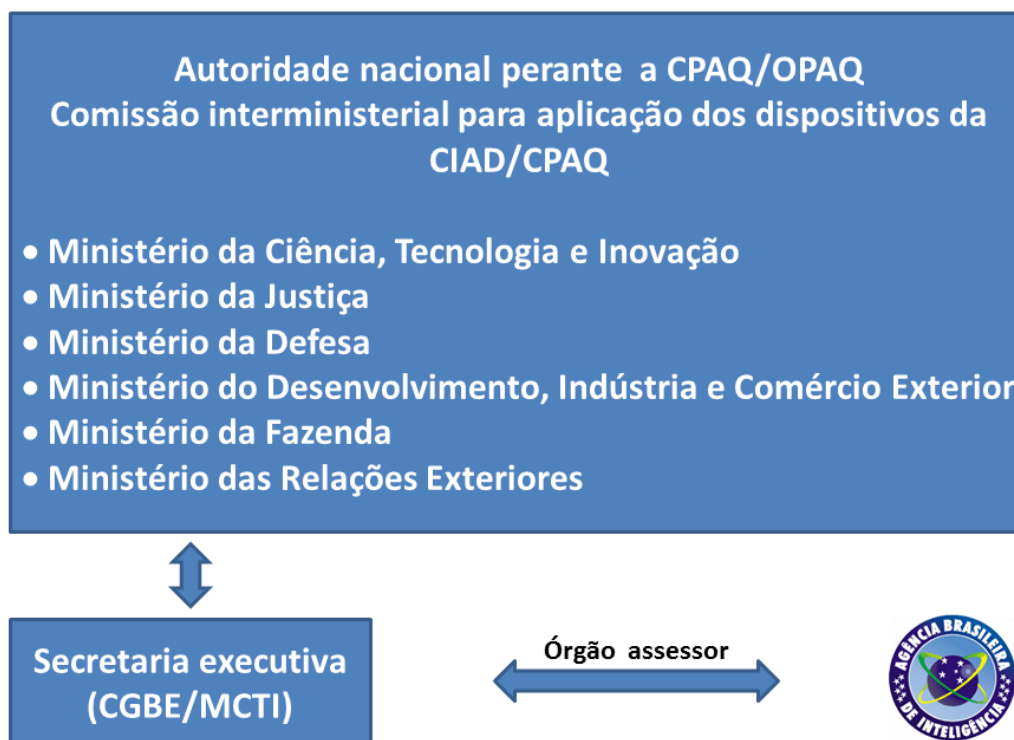 Autoridade nacional perante a CPAQ/OPAQ
Comissão interministerial para aplicação dos dispositivos da
CIAD/CPAQ
• Ministério da Ciência, Tecnologia e Inovação
• Ministério da Justiça
• Ministério da Defesa
• Ministério do Desenvolvimento, Indústria e Comércio Exterior
• Ministério da Fazenda
• Ministério das Relações Exteriores
Secretaria executiva
(CGBE/MCTI)
Órgão assessor
AGÊNCIA BRASILEIRA
DE INTELIGÊNCIA